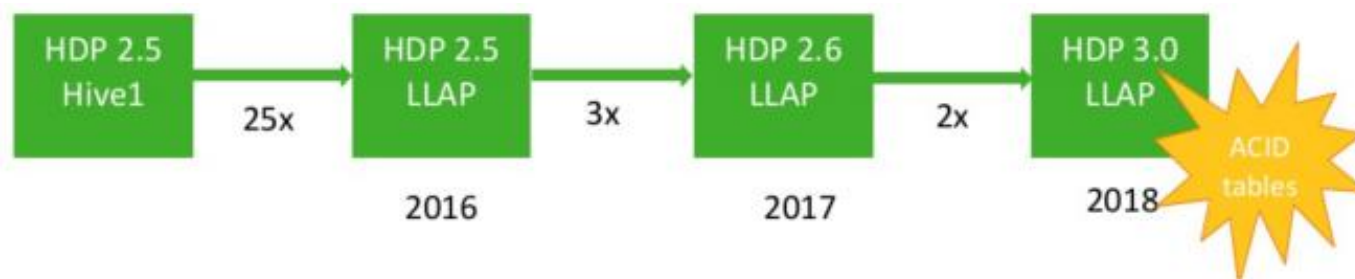 HDP 2.5
Hive1
25x
HDP 2.5
LLAP
3x
HDP 2.6
LLAP
2x
HDP 3.0
LLAP
ACID
tables
2016
2017
2018